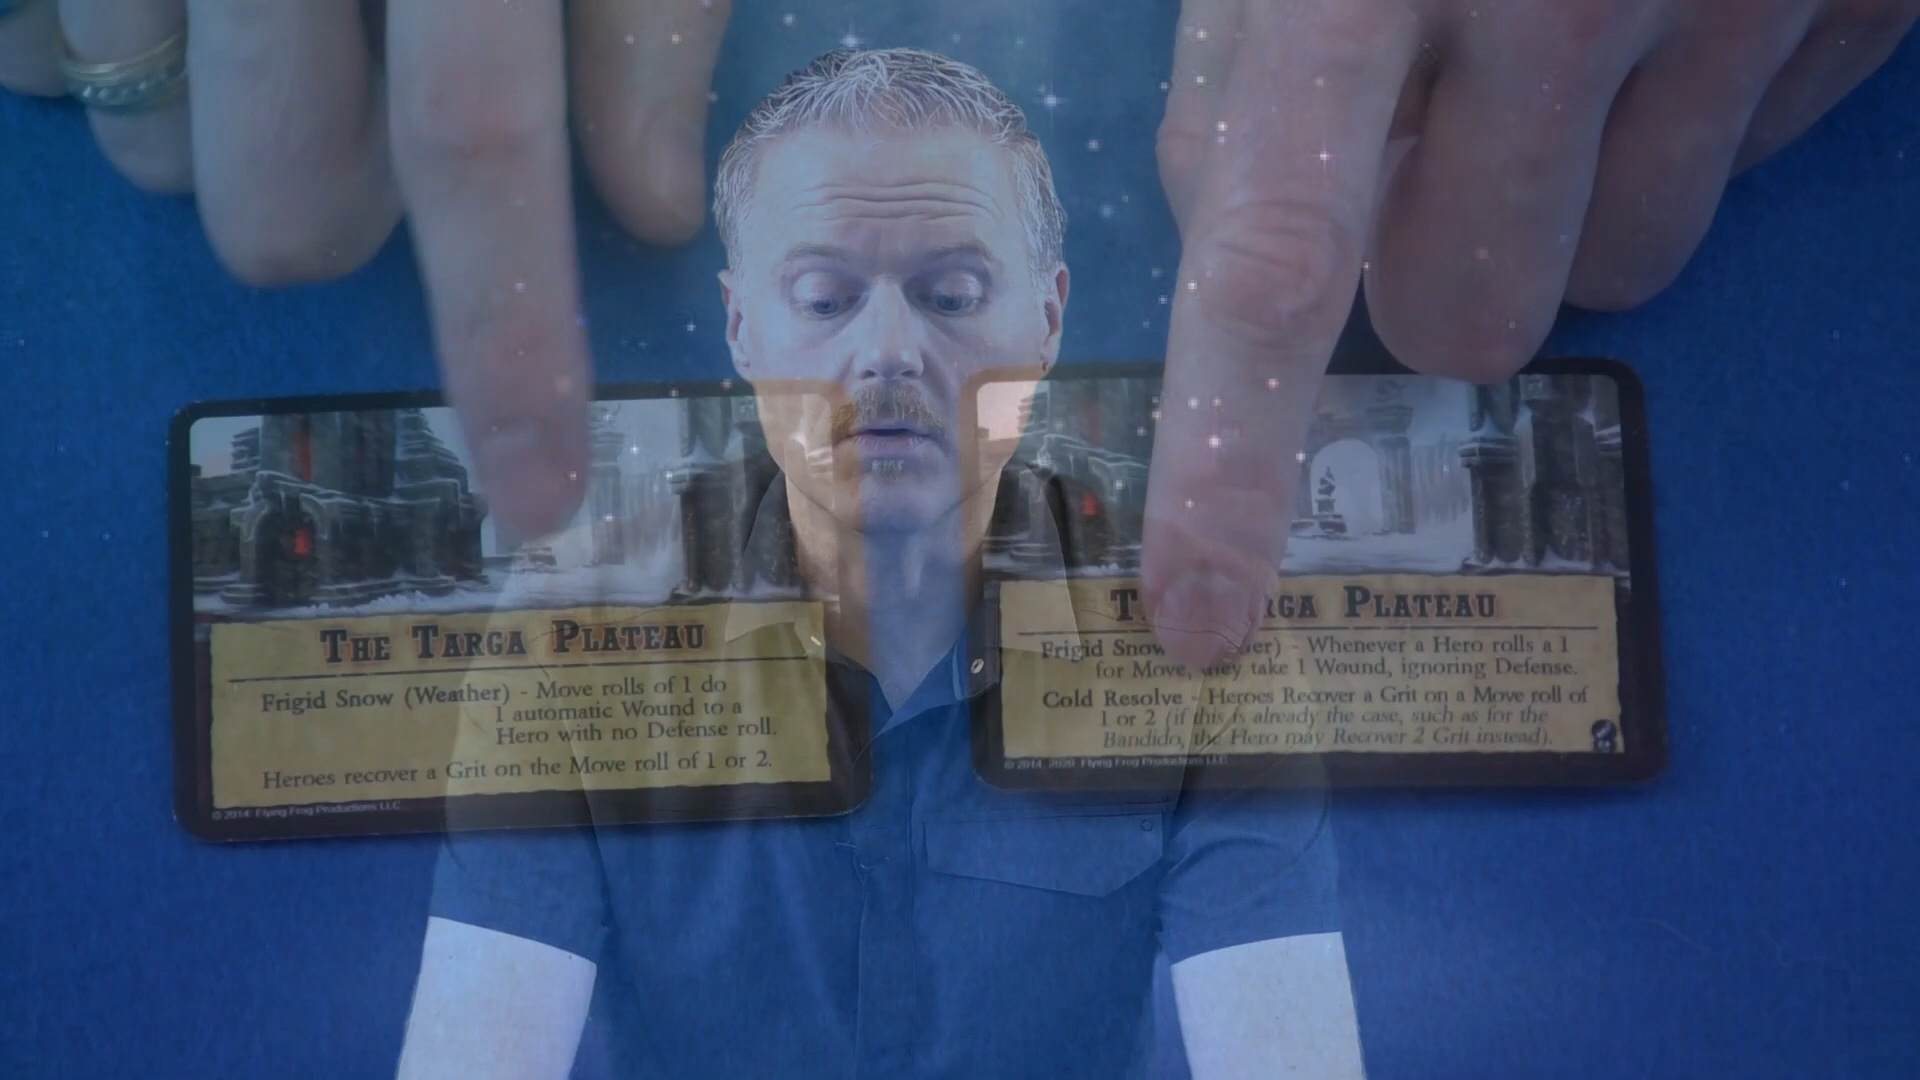 THE TARGA PLATEAU
Frigid Snow (Weather) - Move rolls of 1 do
1 automatic Wound to a
Hero with no Defense roll.
Heroes recover a Grit on the Move roll of 1 or 2.
© 2014 Flying Frog Productions LLC
PLATEAU
Frigid Snow - Whenever a Hero rolls a 1
for Move, they take 1 Wound, ignoring Defense.
Cold Resolve - Heroes Recover a Grit on a Move roll of
1 or 2 (if this is already the case, such as for the
Bandido, the Hero may Recover 2 Grit instead).
© 2014, 2020 Flying Frog Productions LLC